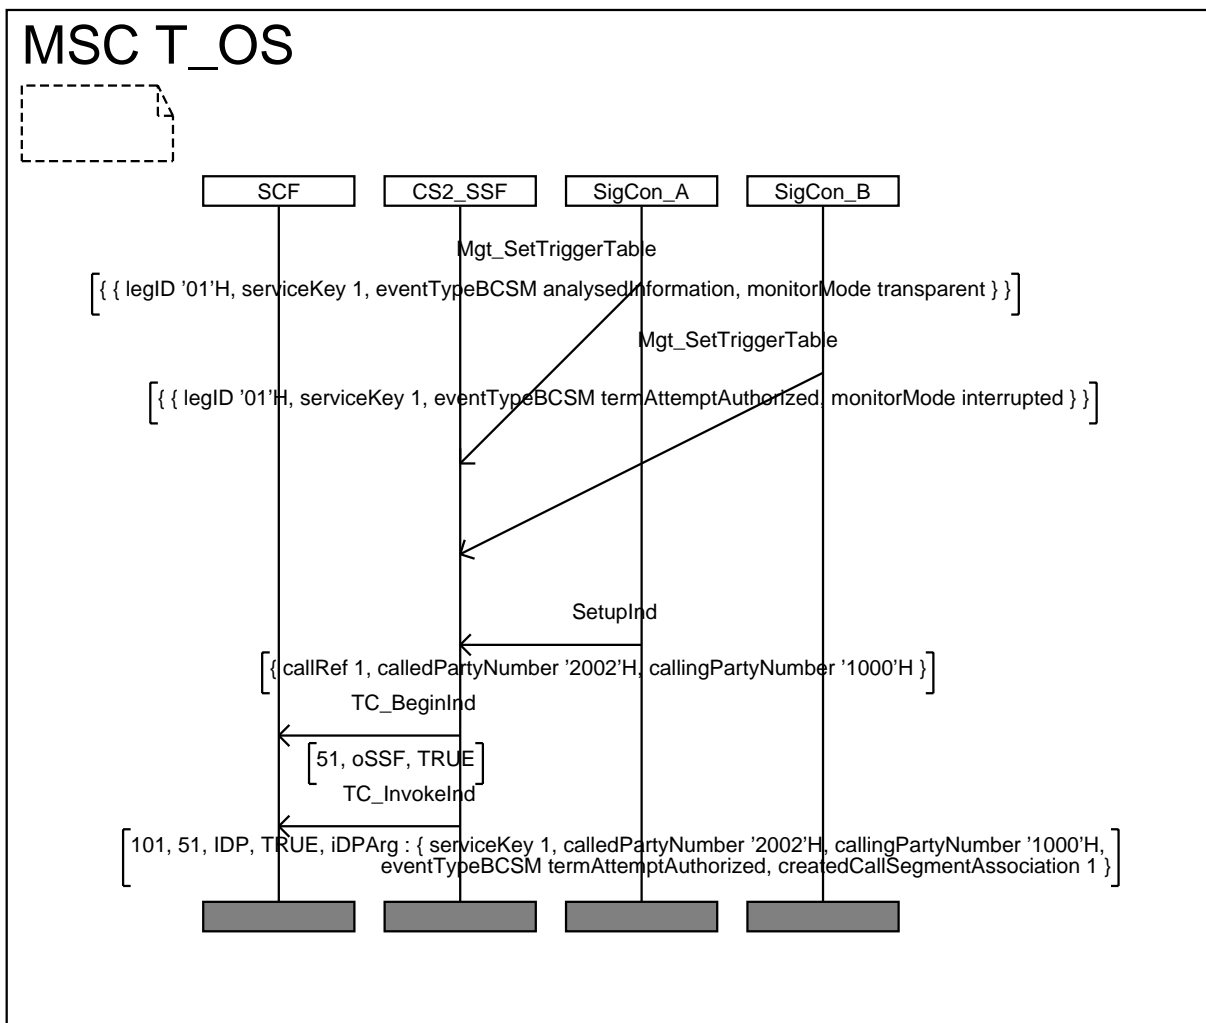 MSC T_OS
SCF CS2_SSF SigCon_A SigCon_B
Mgt_SetTriggerTable
{ { legID '01'H, serviceKey 1, eventTypeBCSM analysedInformation, monitorMode transparent } }
Mgt_SetTriggerTable
{ { legID '01'H, serviceKey 1, eventTypeBCSM termAttemptAuthorized, monitorMode interrupted } }
SetupInd
{ callRef 1, calledPartyNumber '2002'H, callingPartyNumber '1000'H }
TC_BeginInd
51, oSSF, TRUE
TC_InvokeInd
101, 51, IDP, TRUE, iDPArg : { serviceKey 1, calledPartyNumber '2002'H, callingPartyNumber '1000'H,
eventTypeBCSM termAttemptAuthorized, createdCallSegmentAssociation 1 }